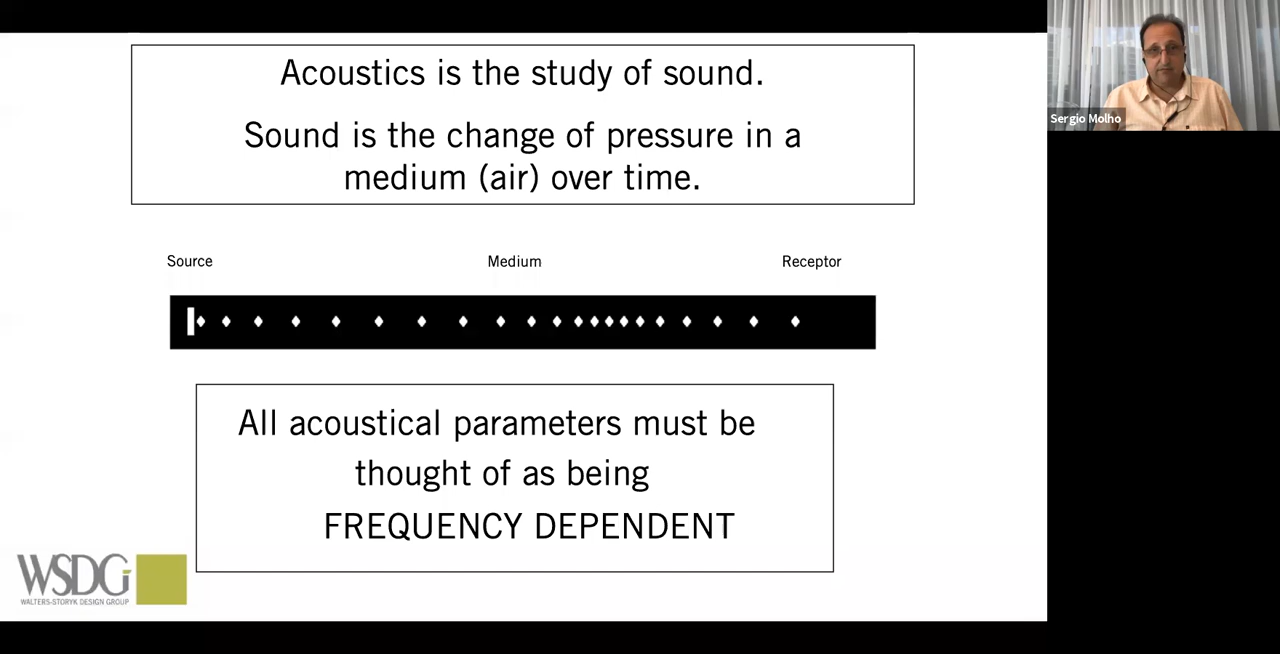 Acoustics is the study of sound.
Sound is the change of pressure in a
medium (air) over time.
Source Medium Receptor
All acoustical parameters must be
thought of as being
FREQUENCY DEPENDENT
WSDG
WALTERS-STORYK DESIGN GROUP
Sergio Molho